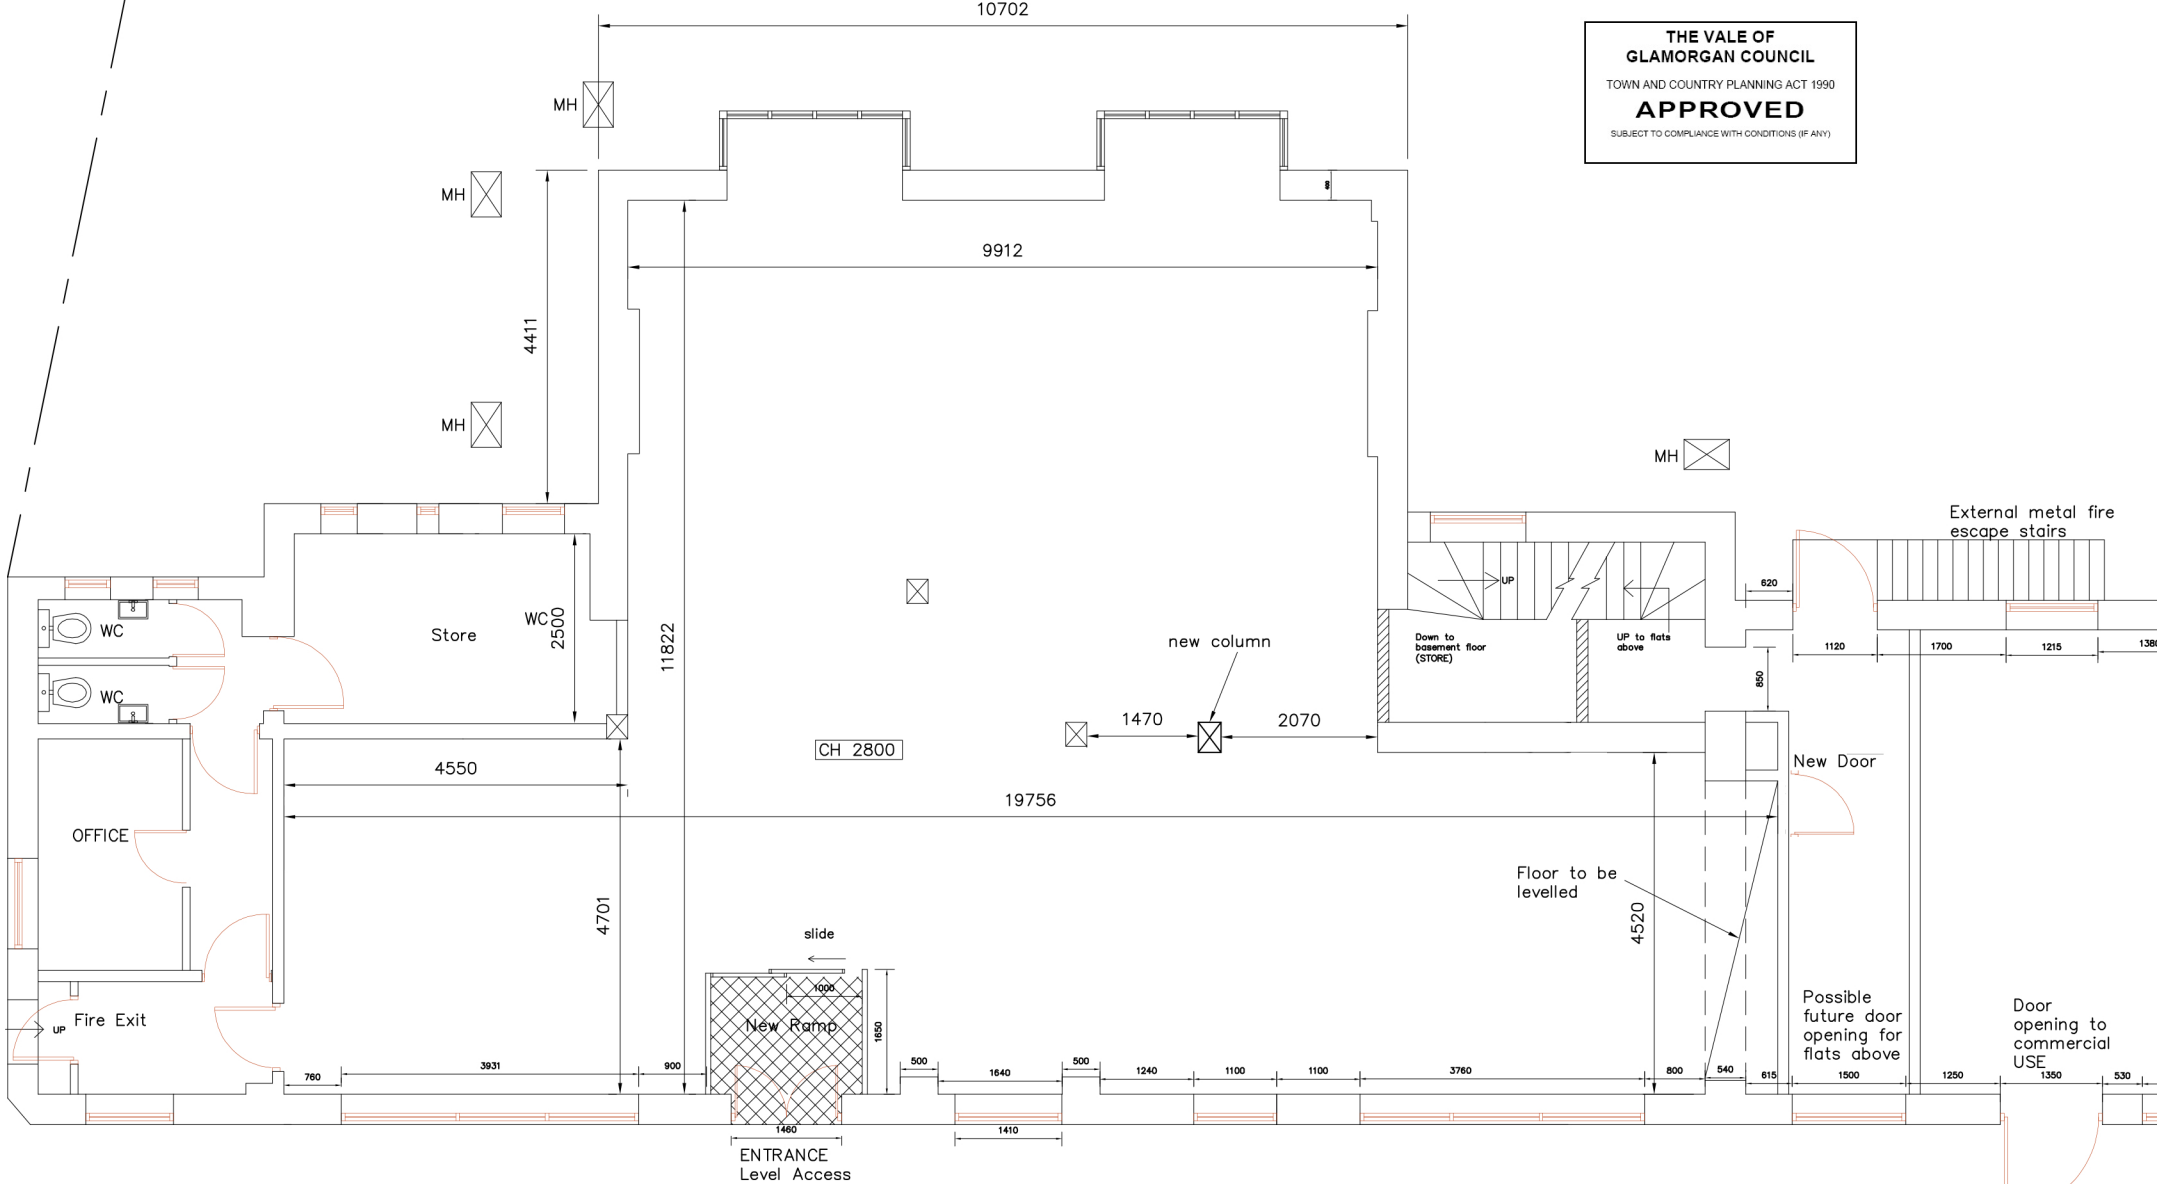 10702
THE VALE OF
GLAMORGAN COUNCIL
TOWN AND COUNTRY PLANNING ACT 1990
APPROVED
SUBJECT TO COMPLIANCE WITH CONDITIONS (IF ANY)
MH
MH
9912
4411
MH
MH
External metal fire
escape stairs
UP
620
WC
Store
WC
2500
11822
new column
Down to
basement floor
(STORE)
UP to flats
above
1120
1700
1215
1380
850
WC
1470
2070
CH 2800
4550
New Door
19756
OFFICE
Floor to be
levelled
4701
4520
slide
1000
New Ramp
1650
Fire Exit
UP
Possible
future door
opening for
flats above
Door
opening to
commercial
USE
760
3931
900
500
1640
500
1240
1100
1100
3760
800
540
615
1500
1250
1350
530
1460
1410
ENTRANCE
Level Access